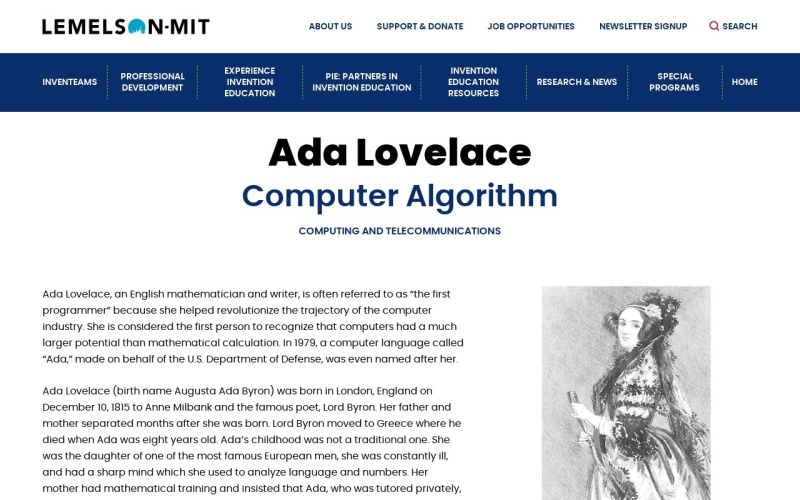 LEMELSON-MIT
ABOUT US
SUPPORT & DONATE
JOB OPPORTUNITIES
NEWSLETTER SIGNUP
SEARCH
INVENTEAMS
PROFESSIONAL
DEVELOPMENT
EXPERIENCE
INVENTION
EDUCATION
PIE: PARTNERS IN
INVENTION EDUCATION
INVENTION
EDUCATION
RESOURCES
RESEARCH & NEWS
SPECIAL
PROGRAMS
HOME
Ada Lovelace
Computer Algorithm
COMPUTING AND TELECOMMUNICATIONS
Ada Lovelace, an English mathematician and writer, is often referred to as “the first
programmer” because she helped revolutionize the trajectory of the computer
industry. She is considered the first person to recognize that computers had a much
larger potential than mathematical calculation. In 1979, a computer language called
“Ada,” made on behalf of the U.S. Department of Defense, was even named after her.
Ada Lovelace (birth name Augusta Ada Byron) was born in London, England on
December 10, 1815 to Anne Milbank and the famous poet, Lord Byron. Her father and
mother separated months after she was born. Lord Byron moved to Greece where he
died when Ada was eight years old. Ada’s childhood was not a traditional one. She
was the daughter of one of the most famous European men, she was constantly ill,
and had a sharp mind which she used to analyze language and numbers. Her
mother had mathematical training and insisted that Ada, who was tutored privately,